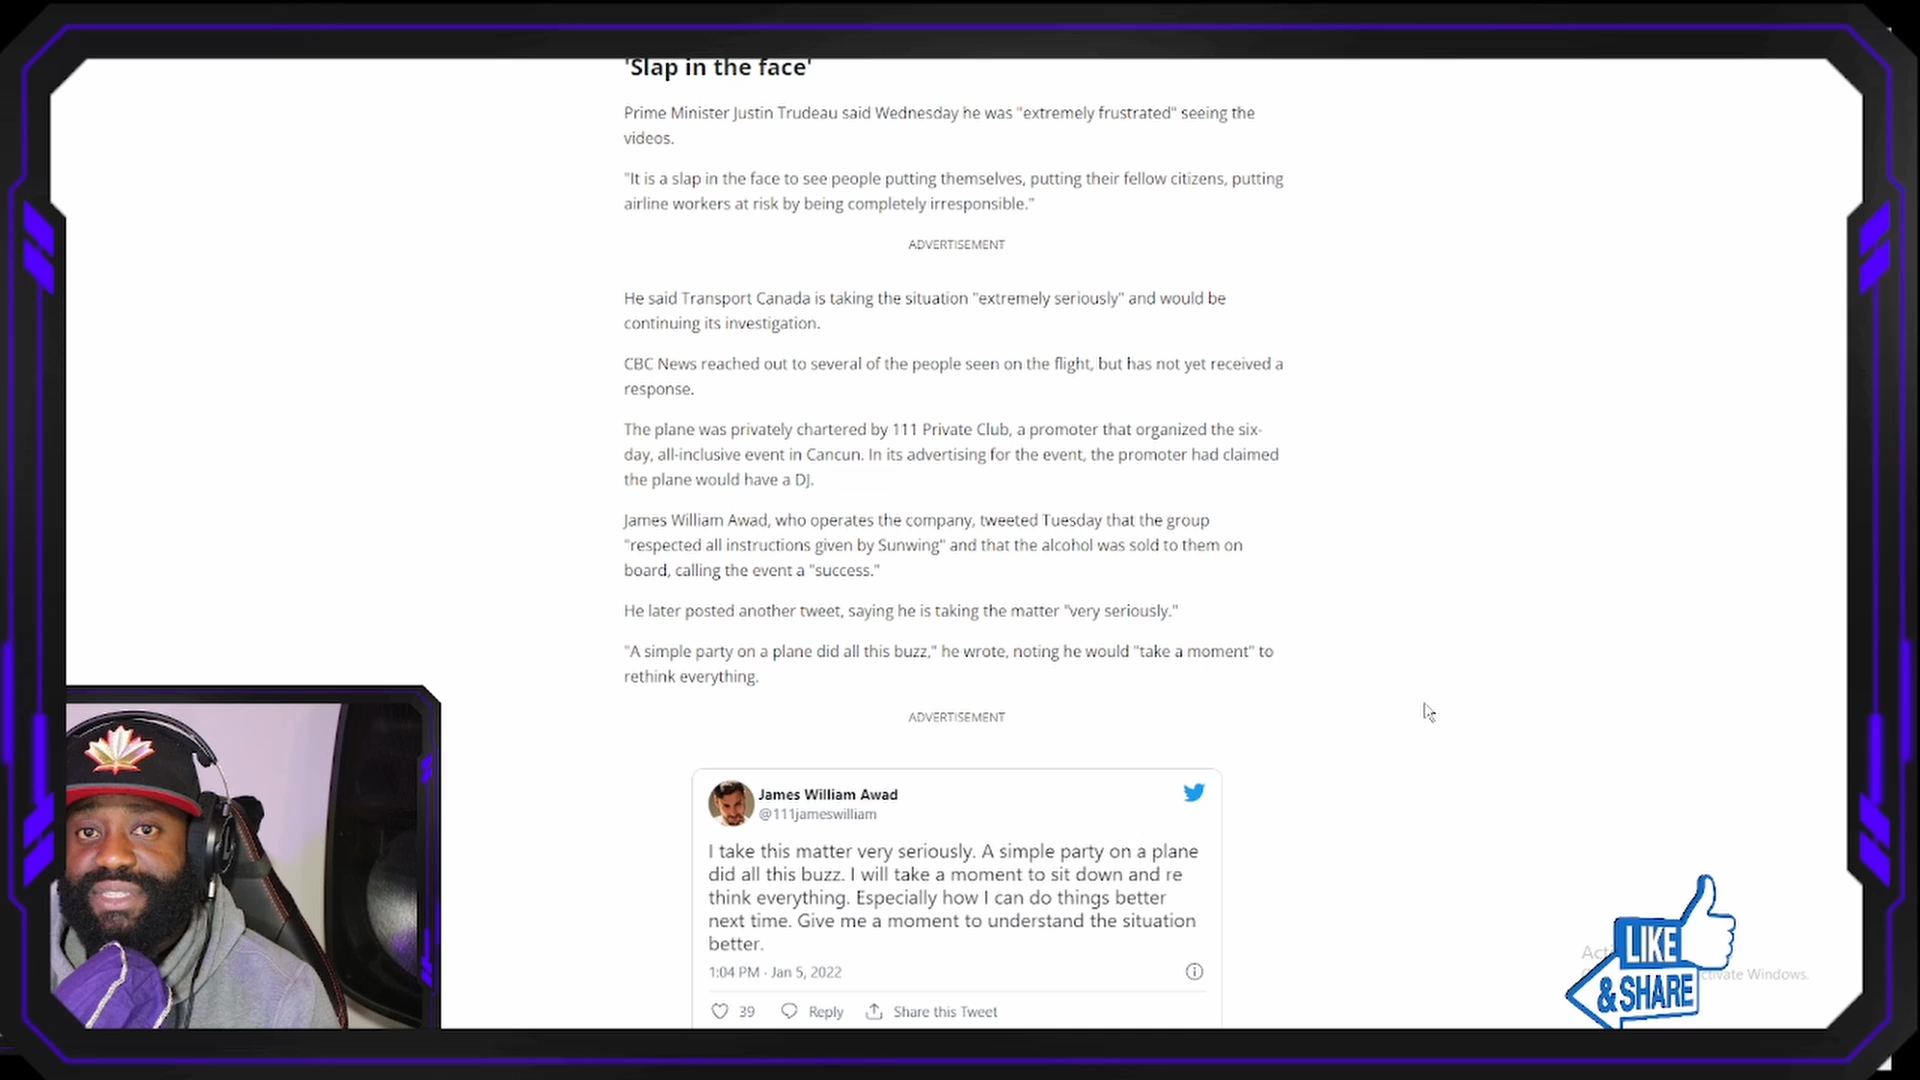 'Slap in the face'
Prime Minister Justin Trudeau said Wednesday he was "extremely frustrated" seeing the
videos.
"It is a slap in the face to see people putting themselves, putting their fellow citizens, putting
airline workers at risk by being completely irresponsible."
ADVERTISEMENT
He said Transport Canada is taking the situation "extremely seriously" and would be
continuing its investigation.
CBC News reached out to several of the people seen on the flight, but has not yet received a
response.
The plane was privately chartered by 111 Private Club, a promoter that organized the six-
day, all-inclusive event in Cancun. In its advertising for the event, the promoter had claimed
the plane would have a DJ.
James William Awad, who operates the company, tweeted Tuesday that the group
"respected all instructions given by Sunwing" and that the alcohol was sold to them on
board, calling the event a "success."
He later posted another tweet, saying he is taking the matter "very seriously."
"A simple party on a plane did all this buzz," he wrote, noting he would "take a moment" to
rethink everything.
ADVERTISEMENT
James William Awad
@111jameswilliam
I take this matter very seriously. A simple party on a plane
did all this buzz. I will take a moment to sit down and re
think everything. Especially how I can do things better
next time. Give me a moment to understand the situation
better.
1:04 PM · Jan 5, 2022
39 Reply Share this Tweet
LIKE
&SHARE
Windows.